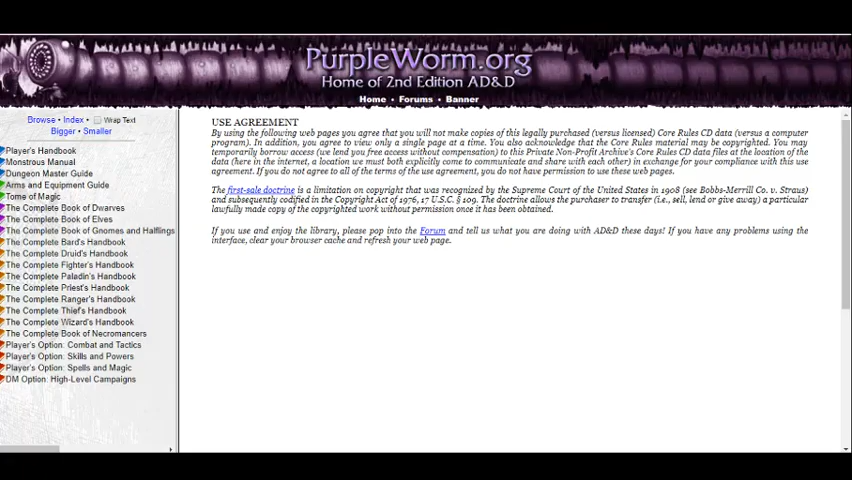 PurpleWorm.org
Home of 2nd Edition AD&D
Home • Forums • Banner
Browse • Index • Wrap Text
Bigger • Smaller
Player's Handbook
Monstrous Manual
Dungeon Master Guide
Arms and Equipment Guide
Tome of Magic
The Complete Book of Dwarves
The Complete Book of Elves
The Complete Book of Gnomes and Halflings
The Complete Bard's Handbook
The Complete Druid's Handbook
The Complete Fighter's Handbook
The Complete Paladin's Handbook
The Complete Priest's Handbook
The Complete Ranger's Handbook
The Complete Thief's Handbook
The Complete Wizard's Handbook
The Complete Book of Necromancers
Player's Option: Combat and Tactics
Player's Option: Skills and Powers
Player's Option: Spells and Magic
DM Option: High-Level Campaigns
USE AGREEMENT
By using the following web pages you agree that you will not make copies of this legally purchased (versus licensed) Core Rules CD data (versus a computer
program). In addition, you agree to view only a single page at a time. You also acknowledge that the Core Rules material may be copyrighted. You may
temporarily borrow access (we lend you free access without compensation) to this Private Non-Profit Archive's Core Rules CD data files at the location of the
data (here in the internet, a location we must both explicitly come to communicate and share with each other) in exchange for your compliance with this use
agreement. If you do not agree to all of the terms of the use agreement, you do not have permission to use these web pages.
The first-sale doctrine is a limitation on copyright that was recognized by the Supreme Court of the United States in 1908 (see Bobbs-Merrill Co. v. Straus)
and subsequently codified in the Copyright Act of 1976, 17 U.S.C. § 109. The doctrine allows the purchaser to transfer (i.e., sell, lend or give away) a particular
lawfully made copy of the copyrighted work without permission once it has been obtained.
If you use and enjoy the library, please pop into the Forum and tell us what you are doing with AD&D these days! If you have any problems using the
interface, clear your browser cache and refresh your web page.